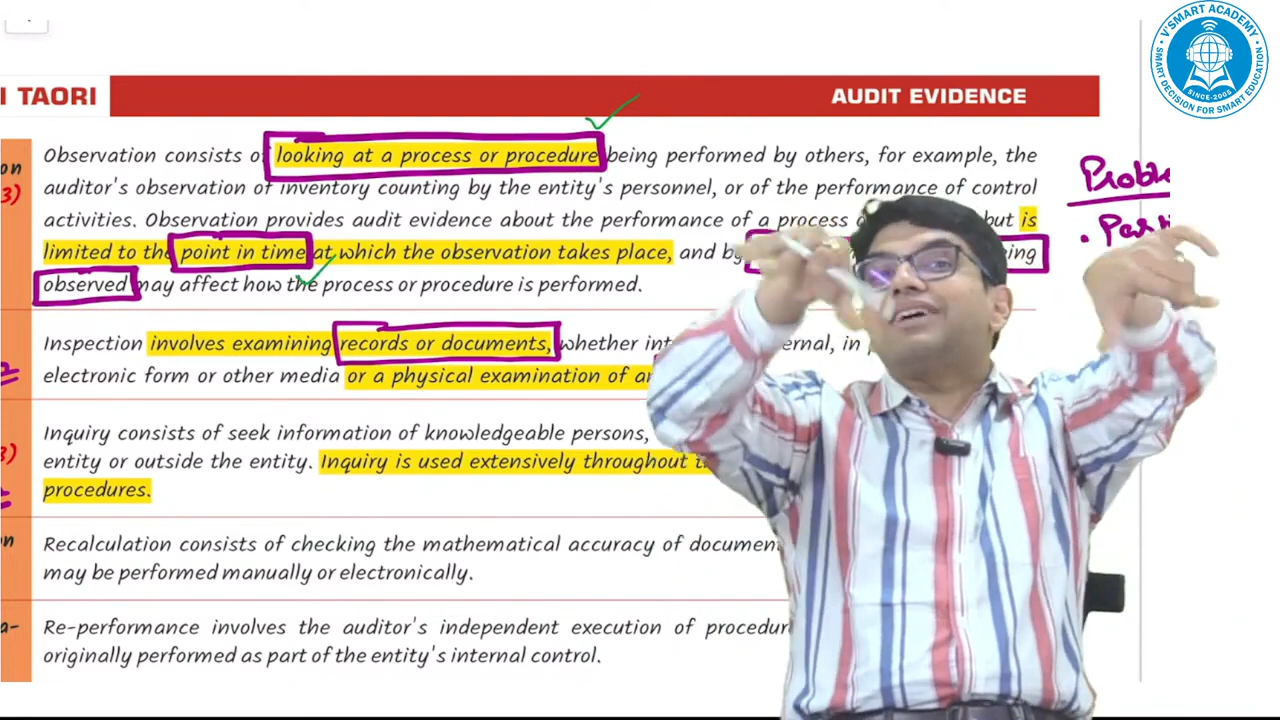 V'SMART ACADEMY
SMART DECISION FOR SMART EDUCATION
SINCE-2005
I TAORI
AUDIT EVIDENCE
on
3)
Observation consists of looking at a process or procedure being performed by others, for example, the
auditor's observation of inventory counting by the entity's personnel, or of the performance of control
activities. Observation provides audit evidence about the performance of a process but is
limited to the point in time at which the observation takes place, and by being
observed may affect how the process or procedure is performed.
Inspection involves examining records or documents, whether
electronic form or other media or a physical examination of
3)
Inquiry consists of seek information of knowledgeable persons,
entity or outside the entity. Inquiry is used extensively throughout
procedures.
on
Recalculation consists of checking the mathematical accuracy of
may be performed manually or electronically.
a-
Re-performance involves the auditor's independent execution of
originally performed as part of the entity's internal control.